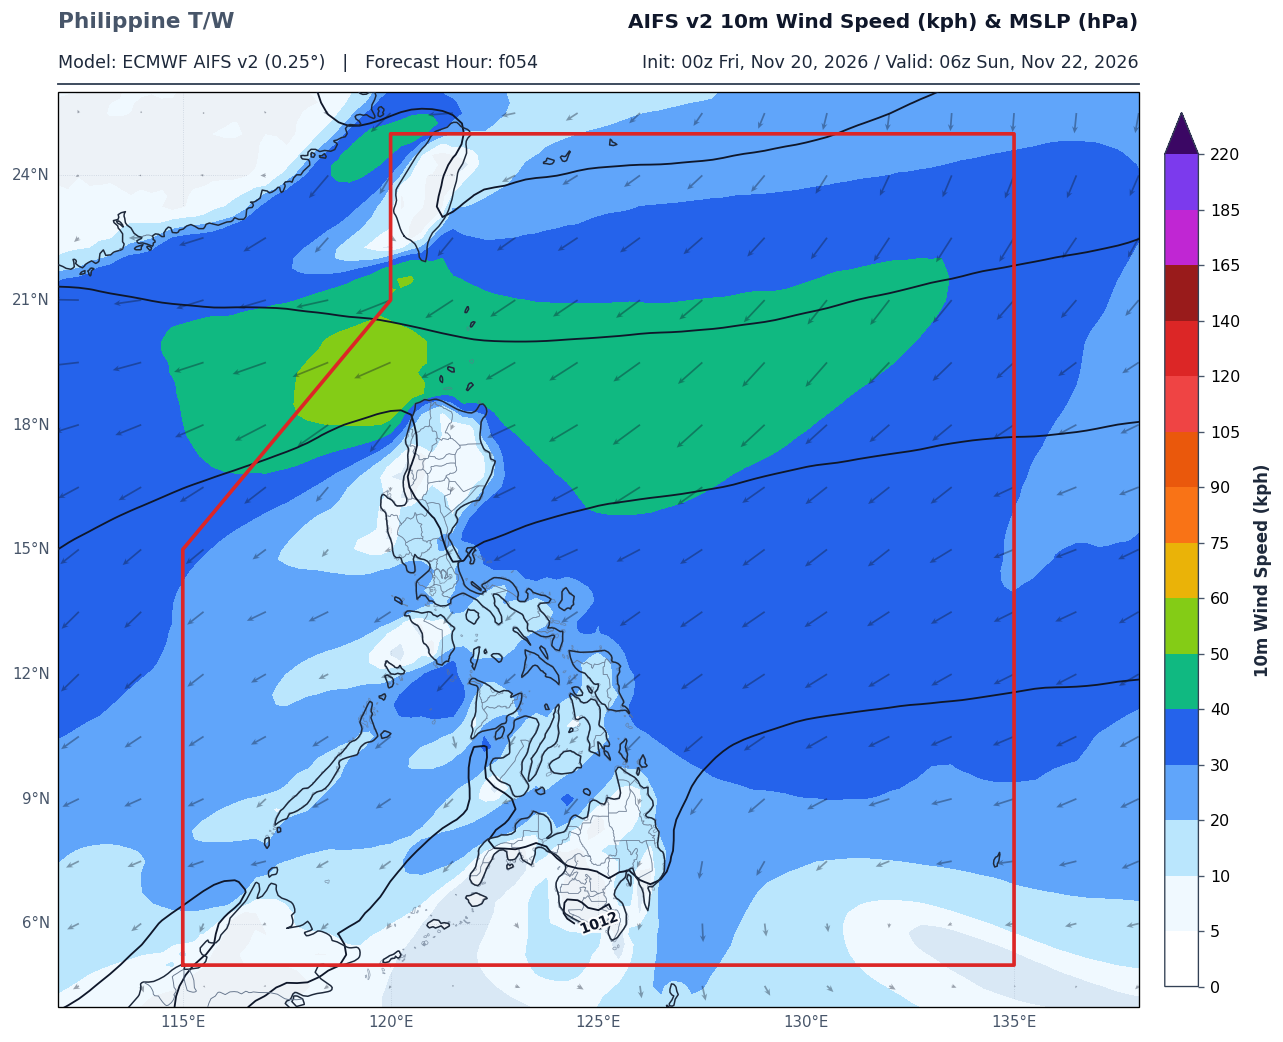 Philippine T/W
AIFS v2 10m Wind Speed (kph) & MSLP (hPa)
Model: ECMWF AIFS v2 (0.25°) | Forecast Hour: f054
Init: 00z Fri, Nov 20, 2026 / Valid: 06z Sun, Nov 22, 2026
24°N
21°N
18°N
15°N
12°N
9°N
6°N
115°E
120°E
125°E
130°E
135°E
1012
220
185
165
140
120
105
90
75
60
50
40
30
20
10
5
0
10m Wind Speed (kph)